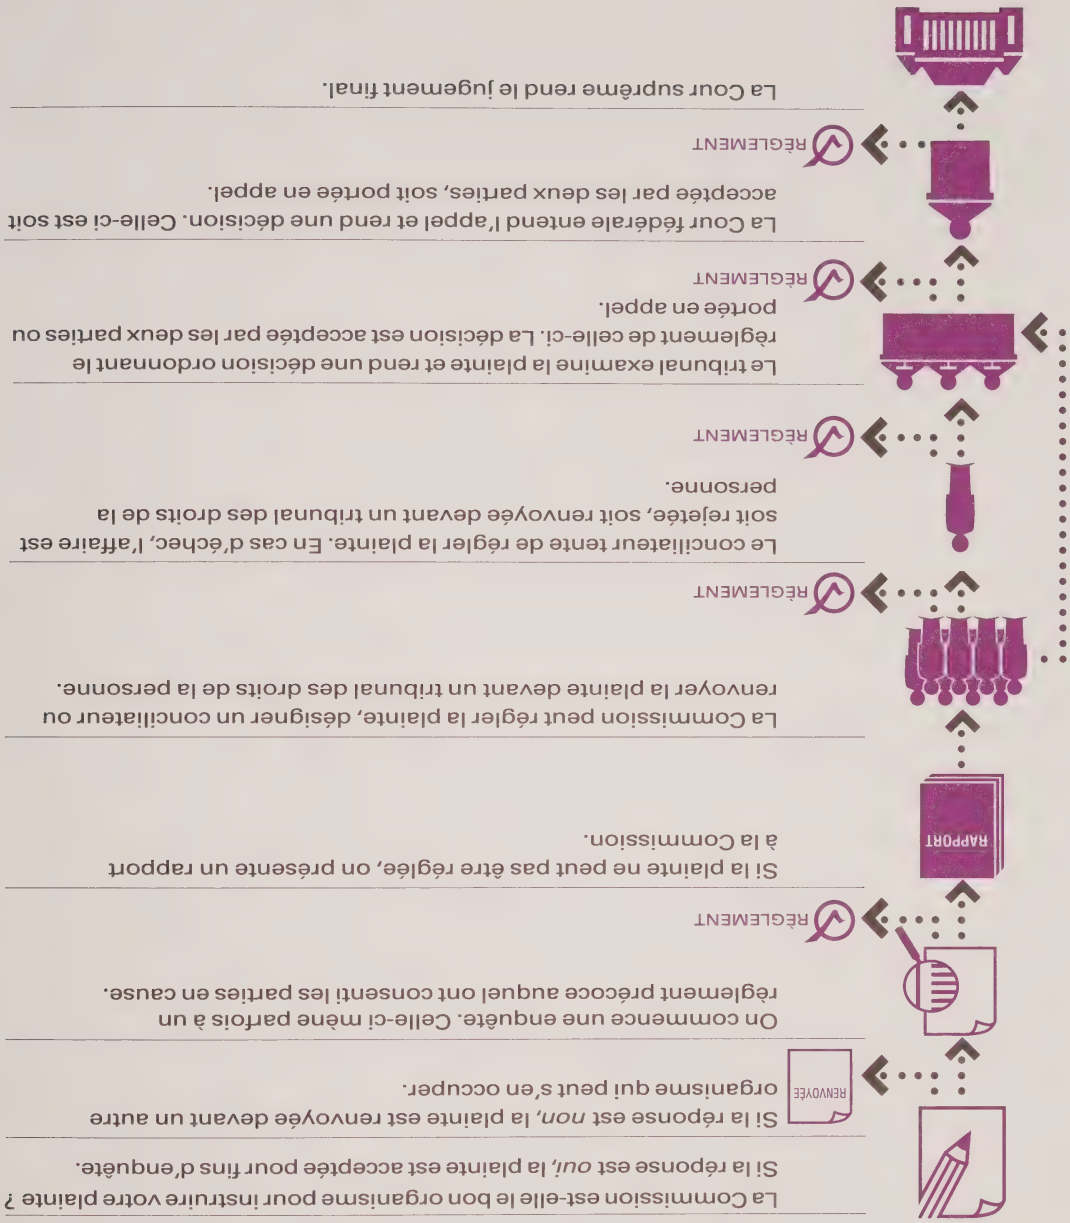 La Commission est-elle le bon organisme pour instruire votre plainte ?
Si la réponse est oui, la plainte est acceptée pour fins d'enquête.
Si la réponse est non, la plainte est renvoyée devant un autre
organisme qui peut s'en occuper.
RENVOYÉE
On commence une enquête. Celle-ci mène parfois à un
règlement précoce auquel ont consenti les parties en cause.
RÈGLEMENT
Si la plainte ne peut pas être réglée, on présente un rapport
à la Commission.
RAPPORT
La Commission peut régler la plainte, désigner un conciliateur ou
renvoyer la plainte devant un tribunal des droits de la personne.
RÈGLEMENT
Le conciliateur tente de régler la plainte. En cas d'échec, l'affaire est
soit rejetée, soit renvoyée devant un tribunal des droits de la
personne.
RÈGLEMENT
Le tribunal examine la plainte et rend une décision ordonnant le
règlement de celle-ci. La décision est acceptée par les deux parties ou
portée en appel.
RÈGLEMENT
La Cour fédérale entend l'appel et rend une décision. Celle-ci est soit
acceptée par les deux parties, soit portée en appel.
RÈGLEMENT
La Cour suprême rend le jugement final.